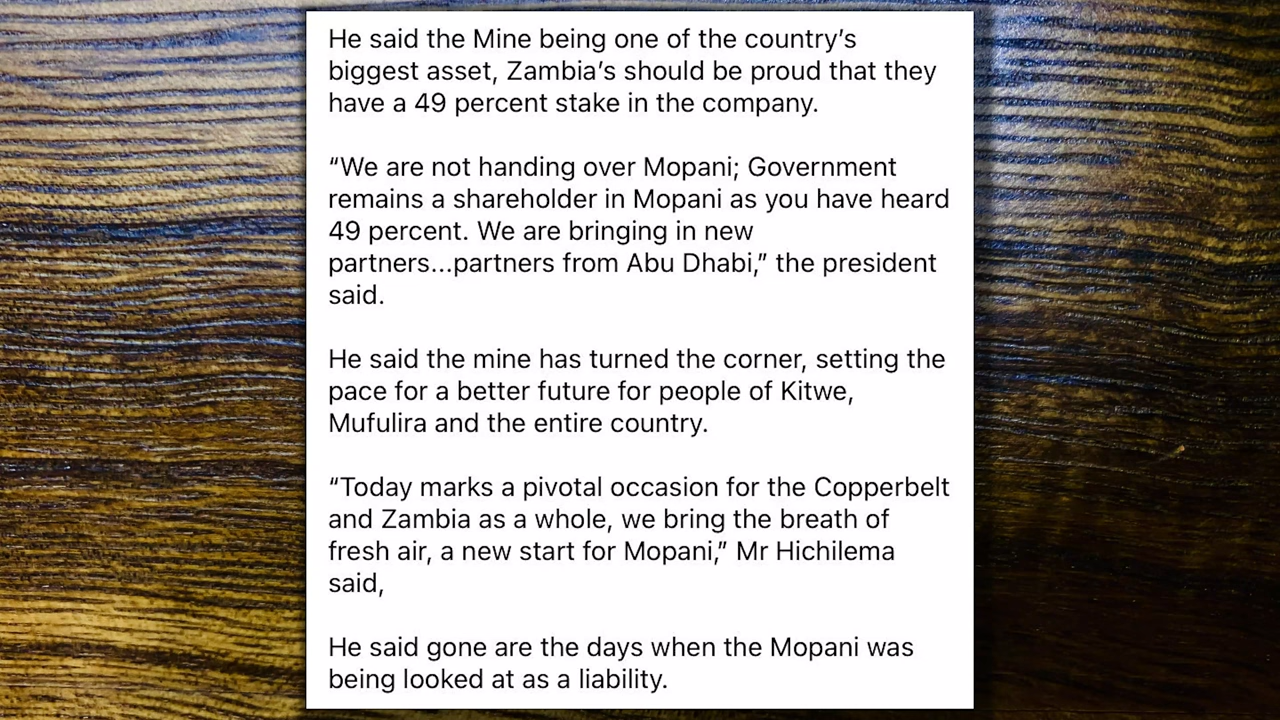 He said the Mine being one of the country’s
biggest asset, Zambia’s should be proud that they
have a 49 percent stake in the company.
“We are not handing over Mopani; Government
remains a shareholder in Mopani as you have heard
49 percent. We are bringing in new
partners...partners from Abu Dhabi,” the president
said.
He said the mine has turned the corner, setting the
pace for a better future for people of Kitwe,
Mufulira and the entire country.
“Today marks a pivotal occasion for the Copperbelt
and Zambia as a whole, we bring the breath of
fresh air, a new start for Mopani,” Mr Hichilema
said,
He said gone are the days when the Mopani was
being looked at as a liability.